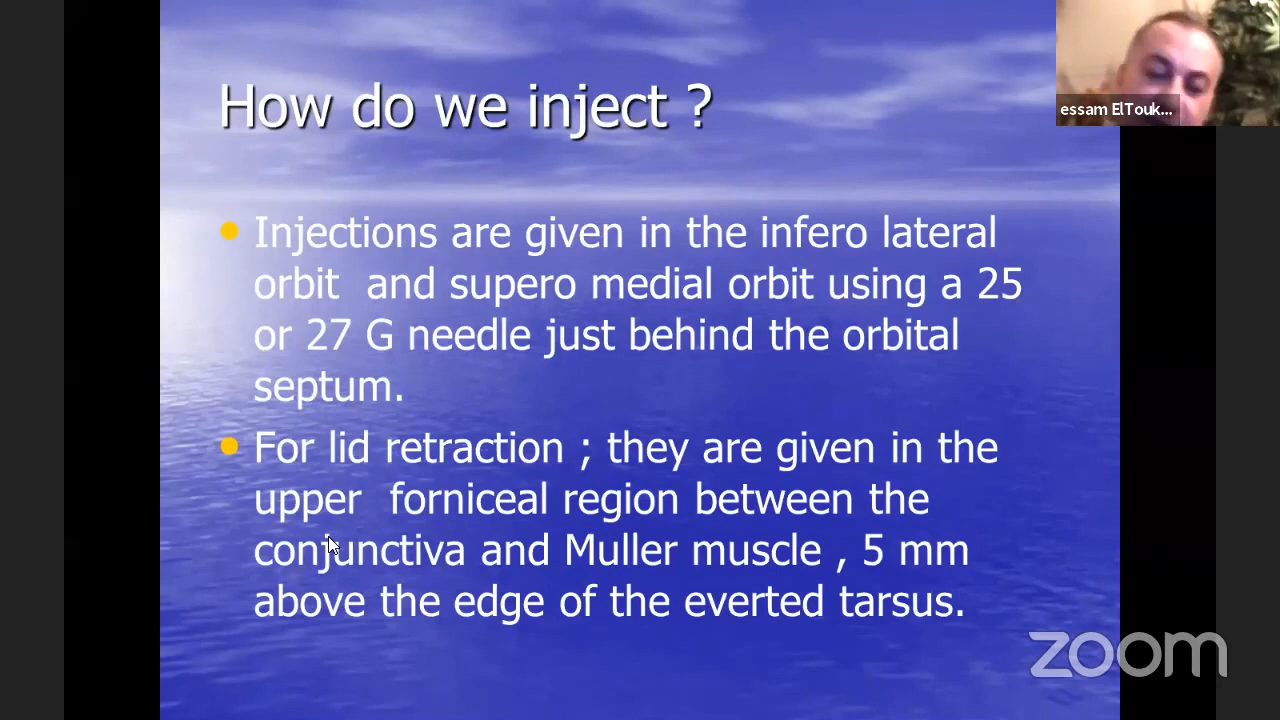 How do we inject ?
essam ElTouk...
Injections are given in the infero lateral
orbit and supero medial orbit using a 25
or 27 G needle just behind the orbital
septum.
For lid retraction ; they are given in the
upper forniceal region between the
conjunctiva and Muller muscle , 5 mm
above the edge of the everted tarsus.
zoom